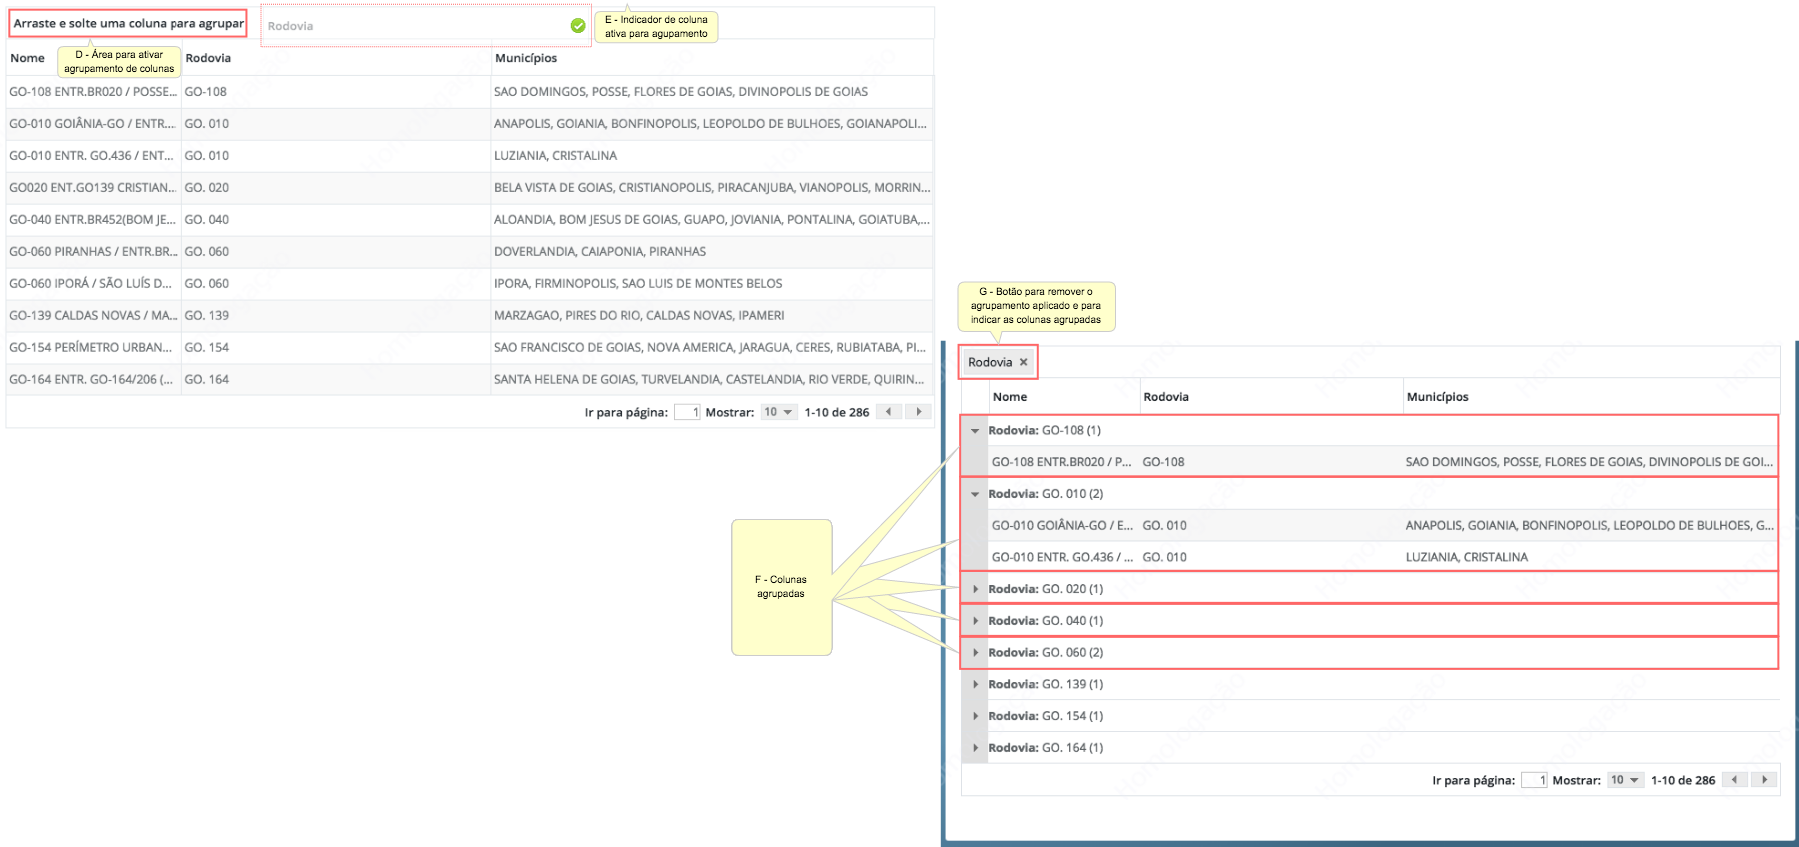 Arraste e solte uma coluna para agrupar
Rodovia
E - Indicador de coluna
ativa para agupamento
D - Área para ativar
agrupamento de colunas
Nome Rodovia Municípios
GO-108 ENTR.BR020 / POSSE... GO-108 SAO DOMINGOS, POSSE, FLORES DE GOIAS, DIVINOPOLIS DE GOIAS
GO-010 GOIÂNIA-GO / ENTR.... GO. 010 ANAPOLIS, GOIANIA, BONFINOPOLIS, LEOPOLDO DE BULHOES, GOIANAPOLI...
GO-010 ENTR. GO.436 / ENT... GO. 010 LUZIANIA, CRISTALINA
GO020 ENT.GO139 CRISTIAN... GO. 020 BELA VISTA DE GOIAS, CRISTIANOPOLIS, PIRACANJUBA, VIANOPOLIS, MORRIN...
GO-040 ENTR.BR452(BOM JE... GO. 040 ALOANDIA, BOM JESUS DE GOIAS, GUAPO, JOVIANIA, PONTALINA, GOIATUBA,...
GO-060 PIRANHAS / ENTR.BR... GO. 060 DOVERLANDIA, CAIAPONIA, PIRANHAS
GO-060 IPORÁ / SÃO LUÍS D... GO. 060 IPORA, FIRMINOPOLIS, SAO LUIS DE MONTES BELOS
GO-139 CALDAS NOVAS / MA... GO. 139 MARZAGAO, PIRES DO RIO, CALDAS NOVAS, IPAMERI
GO-154 PERÍMETRO URBAN... GO. 154 SAO FRANCISCO DE GOIAS, NOVA AMERICA, JARAGUA, CERES, RUBIATABA, PI...
GO-164 ENTR. GO-164/206 (... GO. 164 SANTA HELENA DE GOIAS, TURVELANDIA, CASTELANDIA, RIO VERDE, QUIRIN...
Ir para página: 1 Mostrar: 10 1-10 de 286
G - Botão para remover o
agrupamento aplicado e para
indicar as colunas agrupadas
Rodovia ×
Nome Rodovia Municípios
Rodovia: GO-108 (1)
GO-108 ENTR.BR020 / P... GO-108 SAO DOMINGOS, POSSE, FLORES DE GOIAS, DIVINOPOLIS DE GOI...
Rodovia: GO. 010 (2)
GO-010 GOIÂNIA-GO / E... GO. 010 ANAPOLIS, GOIANIA, BONFINOPOLIS, LEOPOLDO DE BULHOES, G...
GO-010 ENTR. GO.436 / ... GO. 010 LUZIANIA, CRISTALINA
F - Colunas
agrupadas
Rodovia: GO. 020 (1)
Rodovia: GO. 040 (1)
Rodovia: GO. 060 (2)
Rodovia: GO. 139 (1)
Rodovia: GO. 154 (1)
Rodovia: GO. 164 (1)
Ir para página: 1 Mostrar: 10 1-10 de 286
Homologação